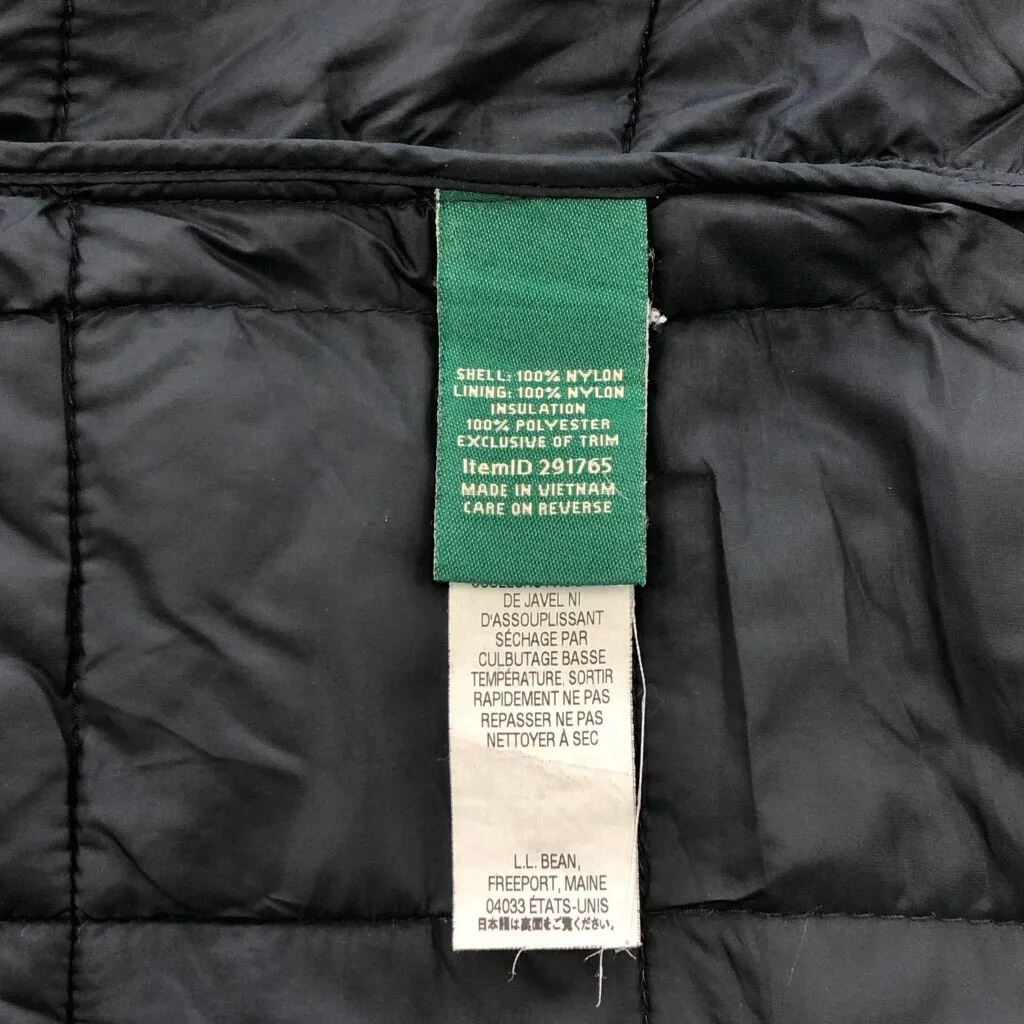 SHELL: 100% NYLON
LINING: 100% NYLON
INSULATION
100% POLYESTER
EXCLUSIVE OF TRIM
ItemID 291765
MADE IN VIETNAM
CARE ON REVERSE
DE JAVEL NI
D'ASSOUPLISSANT
SÉCHAGE PAR
CULBUTAGE BASSE
TEMPÉRATURE, SORTIR
RAPIDEMENT NE PAS
REPASSER NE PAS
NETTOYER À SEC
L.L. BEAN,
FREEPORT, MAINE
04033 ÉTATS-UNIS
日本語は裏面をご覧ください。